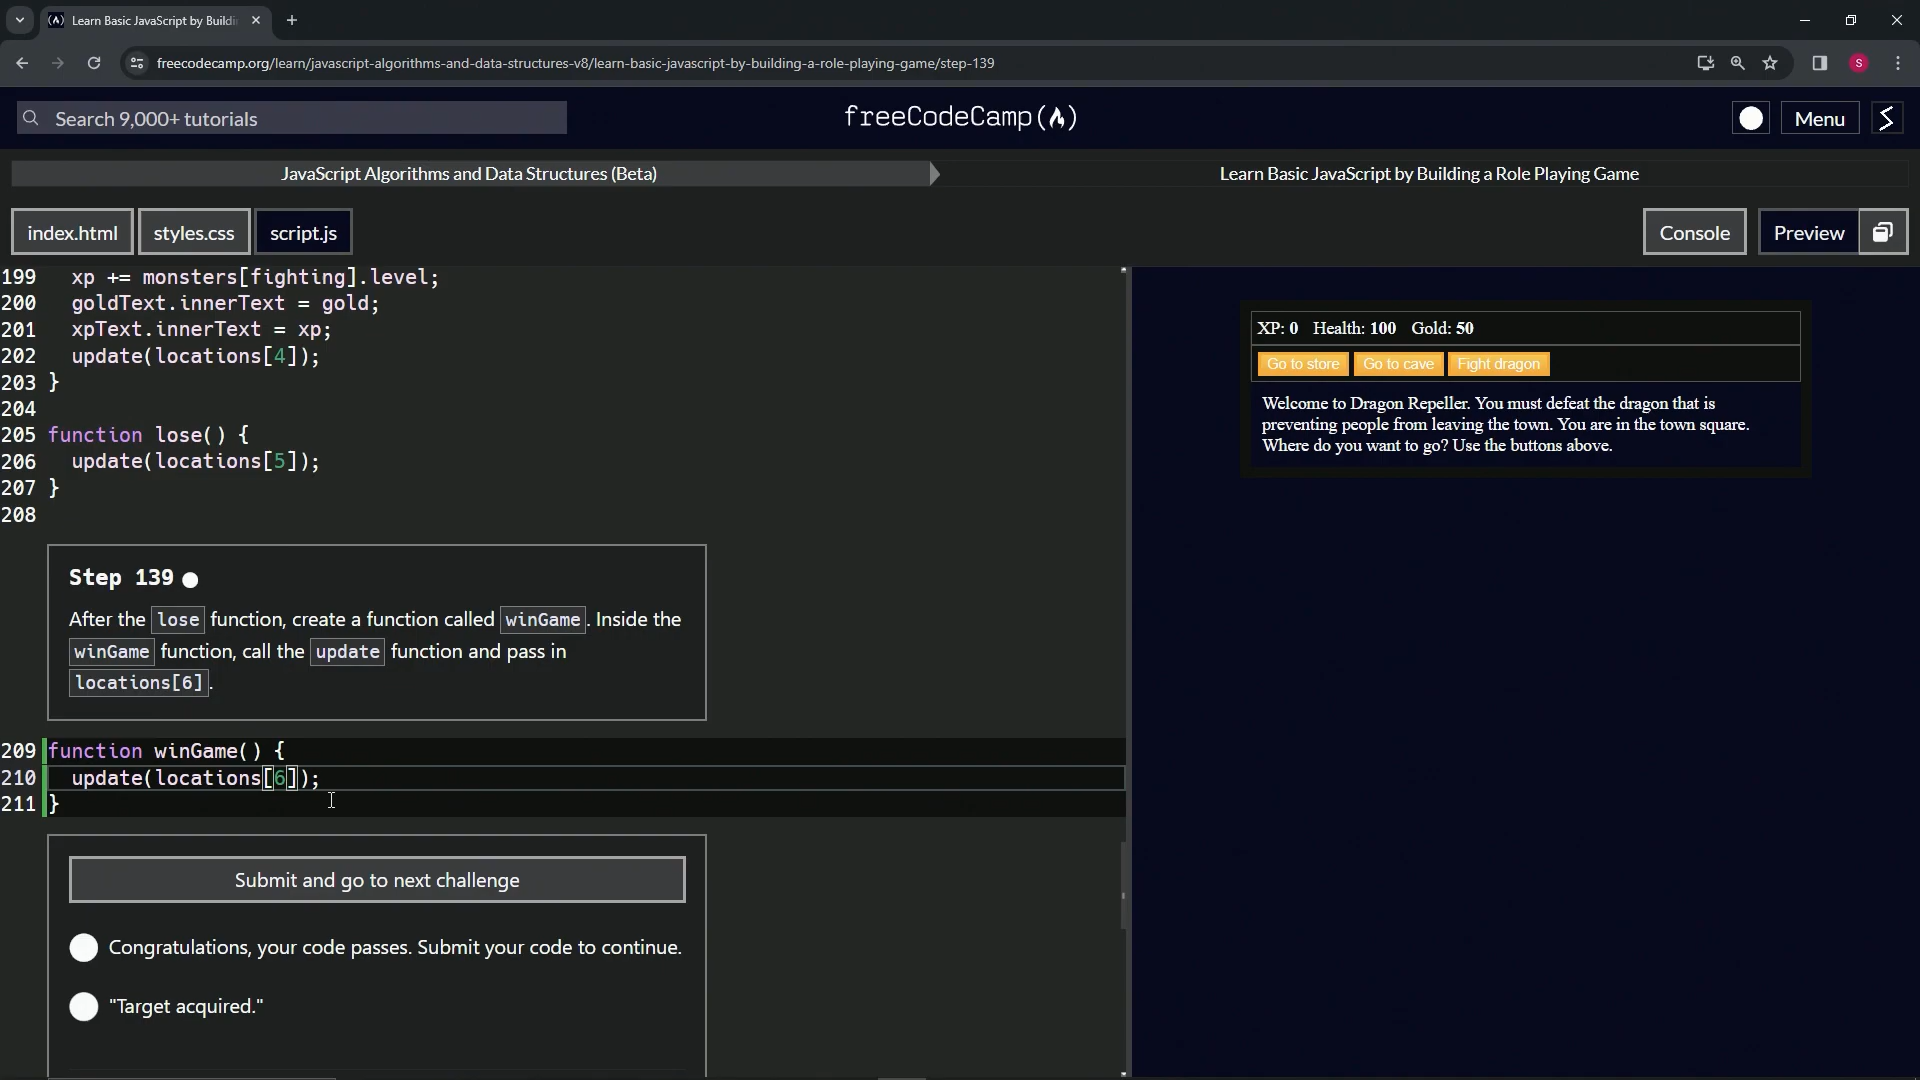 Learn Basic JavaScript by Buildi
freecodecamp.org/learn/javascript-algorithms-and-data-structures-v8/learn-basic-javascript-by-building-a-role-playing-game/step-139
S
Search 9,000+ tutorials
freeCodeCamp
Menu
JavaScript Algorithms and Data Structures (Beta)
Learn Basic JavaScript by Building a Role Playing Game
index.html
styles.css
script.js
Console
Preview
199 xp += monsters[fighting].level;
200 goldText.innerText = gold;
201 xpText.innerText = xp;
202 update(locations[4]);
203 }
204
205 function lose() {
206 update(locations[5]);
207 }
208
Step 139
After the lose function, create a function called winGame. Inside the
winGame function, call the update function and pass in
locations[6].
209 function winGame() {
210 update(locations[6]);
211 }
Submit and go to next challenge
Congratulations, your code passes. Submit your code to continue.
"Target acquired."
XP: 0 Health: 100 Gold: 50
Go to store
Go to cave
Fight dragon
Welcome to Dragon Repeller. You must defeat the dragon that is
preventing people from leaving the town. You are in the town square.
Where do you want to go? Use the buttons above.